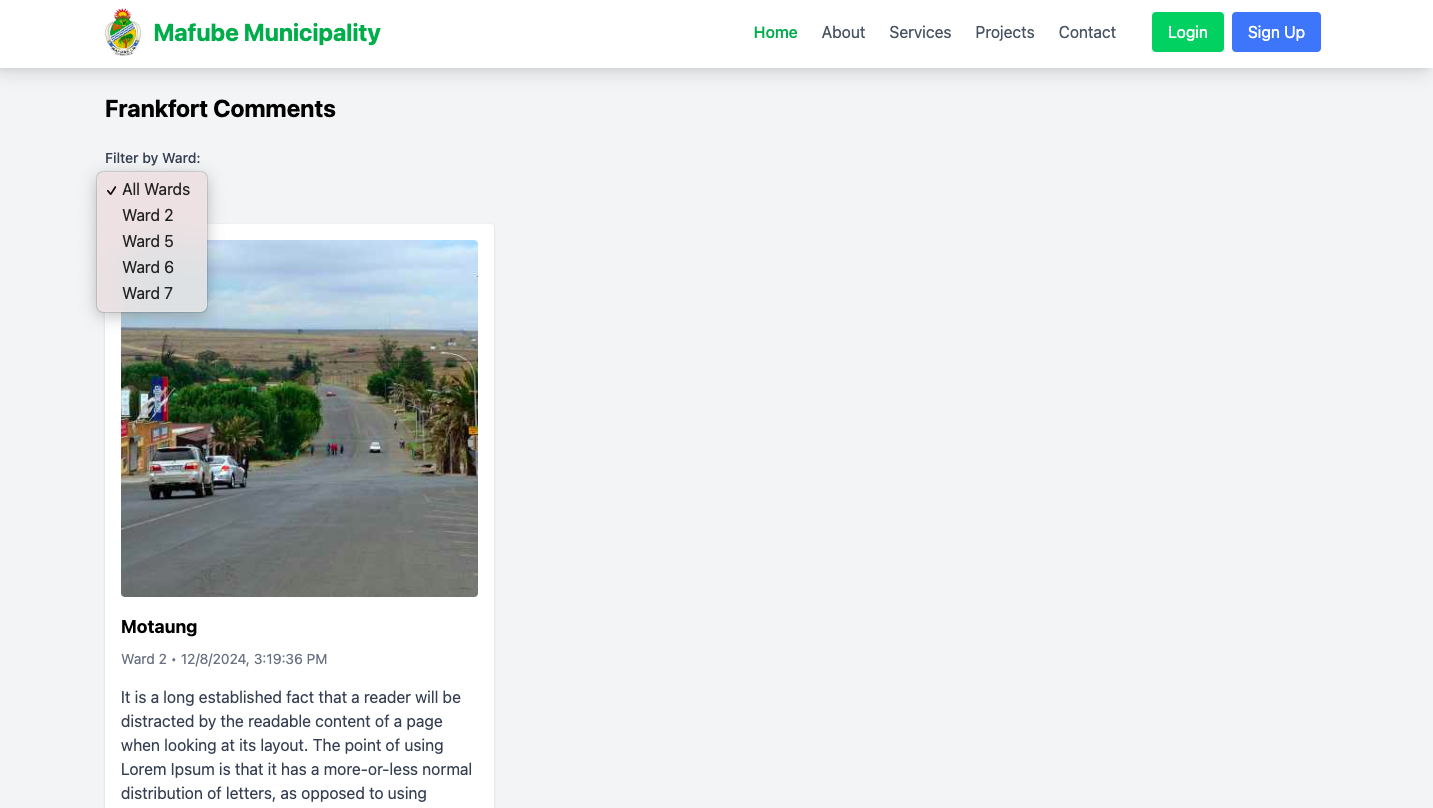 Mafube Municipality
Home About Services Projects Contact Login Sign Up
Frankfort Comments
Filter by Ward:
✓ All Wards
Ward 2
Ward 5
Ward 6
Ward 7
Motaung
Ward 2 • 12/8/2024, 3:19:36 PM
It is a long established fact that a reader will be
distracted by the readable content of a page
when looking at its layout. The point of using
Lorem Ipsum is that it has a more-or-less normal
distribution of letters, as opposed to using